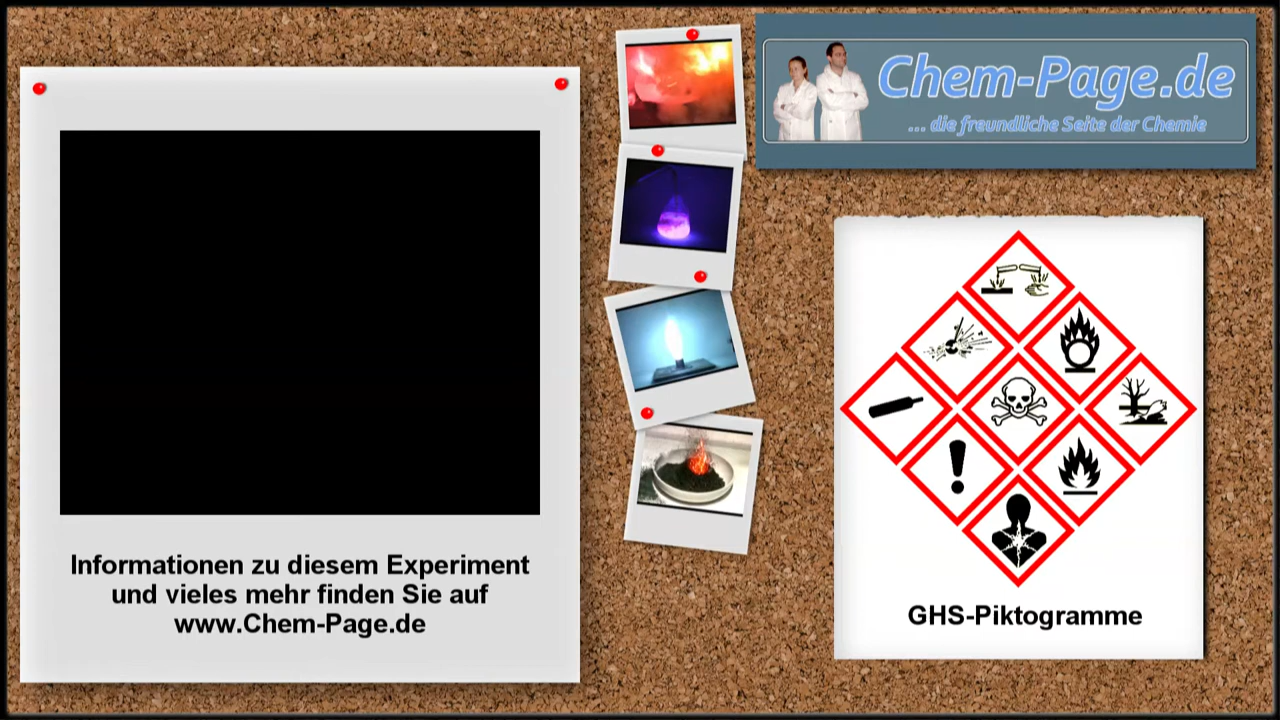 Chem-Page.de
... die freundliche Seite der Chemie
Informationen zu diesem Experiment
und vieles mehr finden Sie auf
www.Chem-Page.de
GHS-Piktogramme